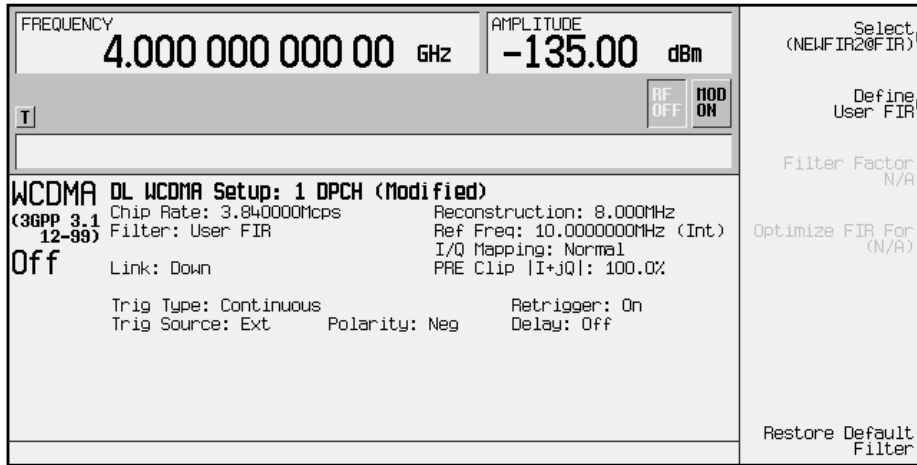 FREQUENCY
4.000 000 000 00 GHz
AMPLITUDE
-135.00 dBm
RF OFF
MOD ON
T
WCDMA
(3GPP 3.1
12-99)
Off
DL WCDMA Setup: 1 DPCH (Modified)
Chip Rate: 3.840000Mcps
Reconstruction: 8.000MHz
Filter: User FIR
Ref Freq: 10.0000000MHz (Int)
I/Q Mapping: Normal
Link: Down
PRE Clip |I+jQ|: 100.0%
Trig Type: Continuous
Retrigger: On
Trig Source: Ext
Polarity: Neg
Delay: Off
Select
(NEWFIR2@FIR)
Define
User FIR
Filter Factor
N/A
Optimize FIR For
(N/A)
Restore Default
Filter